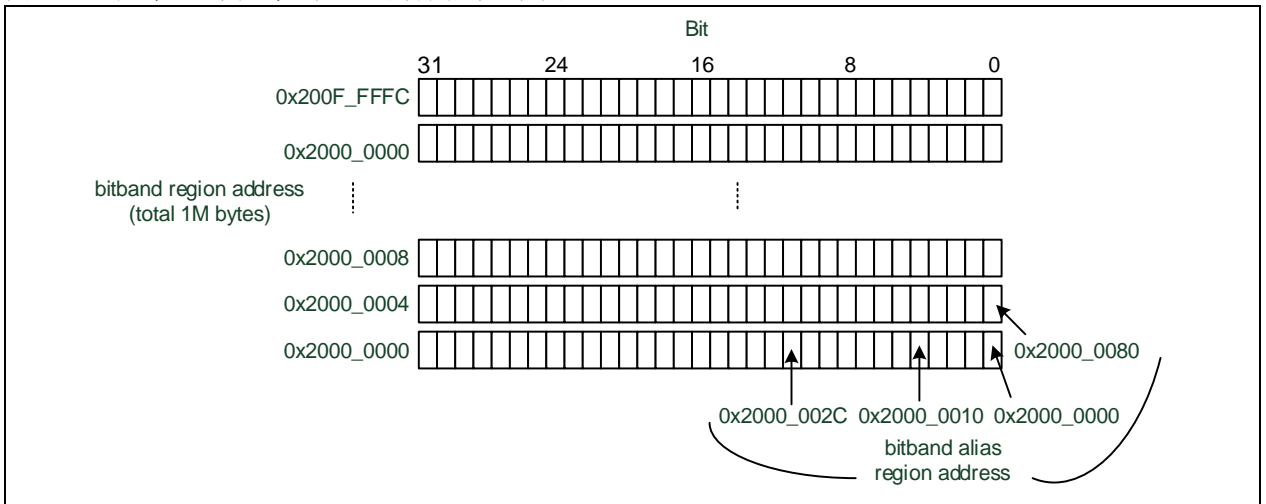 Bit
31 24 16 8 0
0x200F_FFFC
0x2000_0000
bitband region address
(total 1M bytes)
0x2000_0008
0x2000_0004
0x2000_0000
0x2000_0080
0x2000_002C 0x2000_0010 0x2000_0000
bitband alias
region address